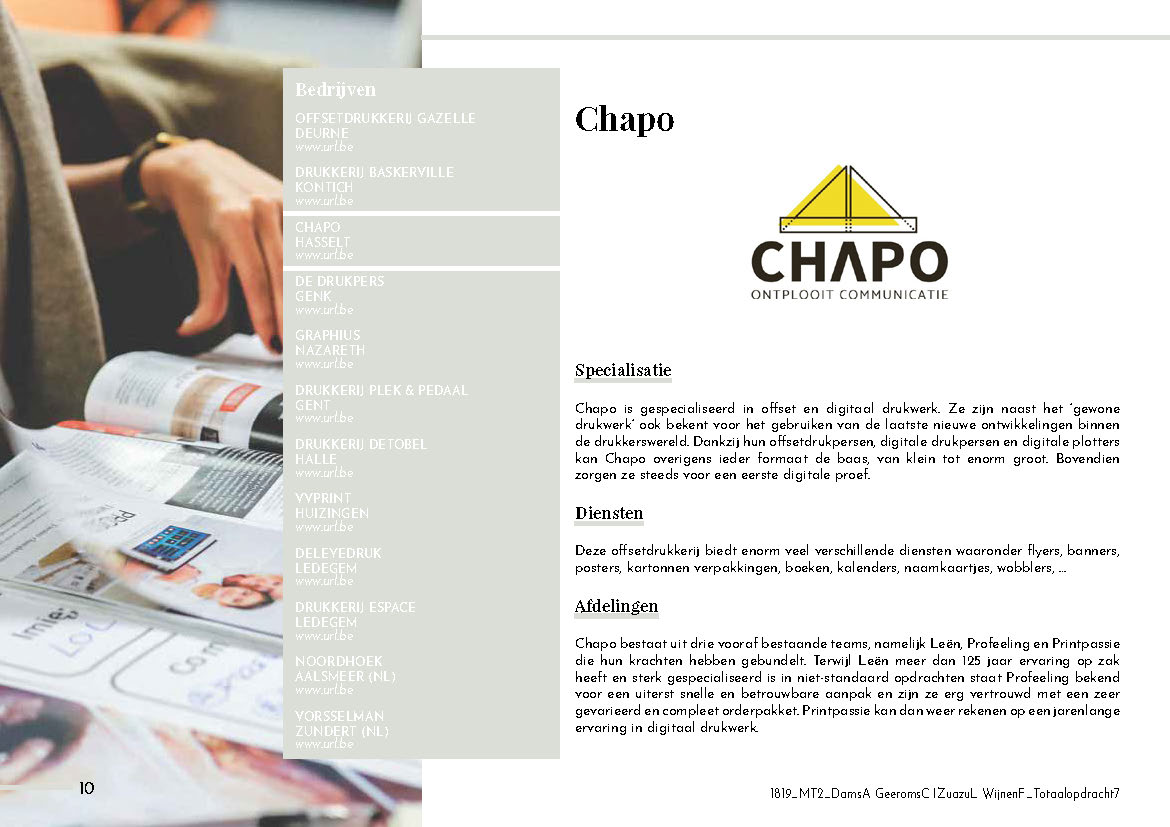 Bedrijven
OFFSETDRUKKERIJ GAZELLE
DEURNE
www.url.be
DRUKKERIJ BASKERVILLE
KONTICH
www.url.be
CHAPO
HASSELT
www.url.be
DE DRUKPERS
GENK
www.url.be
GRAPHIUS
NAZARETH
www.url.be
DRUKKERIJ PLEK & PEDAAL
GENT
www.url.be
DRUKKERIJ DETOBEL
HALLE
www.url.be
VVPRINT
HUIZINGEN
www.url.be
DELEYEDRUK
LEDEGEM
www.url.be
DRUKKERIJ ESPACE
LEDEGEM
www.url.be
NOORDHOEK
AALSMEER (NL)
www.url.be
VORSSELMAN
ZUNDERT (NL)
www.url.be
Chapo
CHAPO
ONTPLOOIT COMMUNICATIE
Specialisatie
Chapo is gespecialiseerd in offset en digitaal drukwerk. Ze zijn naast het ‘gewone
drukwerk’ ook bekent voor het gebruiken van de laatste nieuwe ontwikkelingen binnen
de drukkerswereld. Dankzij hun offsetdrukpersen, digitale drukpersen en digitale plotters
kan Chapo overigens ieder formaat de baas, van klein tot enorm groot. Bovendien
zorgen ze steeds voor een eerste digitale proef.
Diensten
Deze offsetdrukkerij biedt enorm veel verschillende diensten waaronder flyers, banners,
posters, kartonnen verpakkingen, boeken, kalenders, naamkaartjes, wobblers, ...
Afdelingen
Chapo bestaat uit drie vooraf bestaande teams, namelijk Leën, Profeeling en Printpassie
die hun krachten hebben gebundelt. Terwijl Leën meer dan 125 jaar ervaring op zak
heeft en sterk gespecialiseerd is in niet-standaard opdrachten staat Profeeling bekend
voor een uiterst snelle en betrouwbare aanpak en zijn ze erg vertrouwd met een zeer
gevarieerd en compleet orderpakket. Printpassie kan dan weer rekenen op een jarenlange
ervaring in digitaal drukwerk.
10
1819_MT2_DamsA GeeromsC IZuazuL WijnenF_Totaalopdracht7